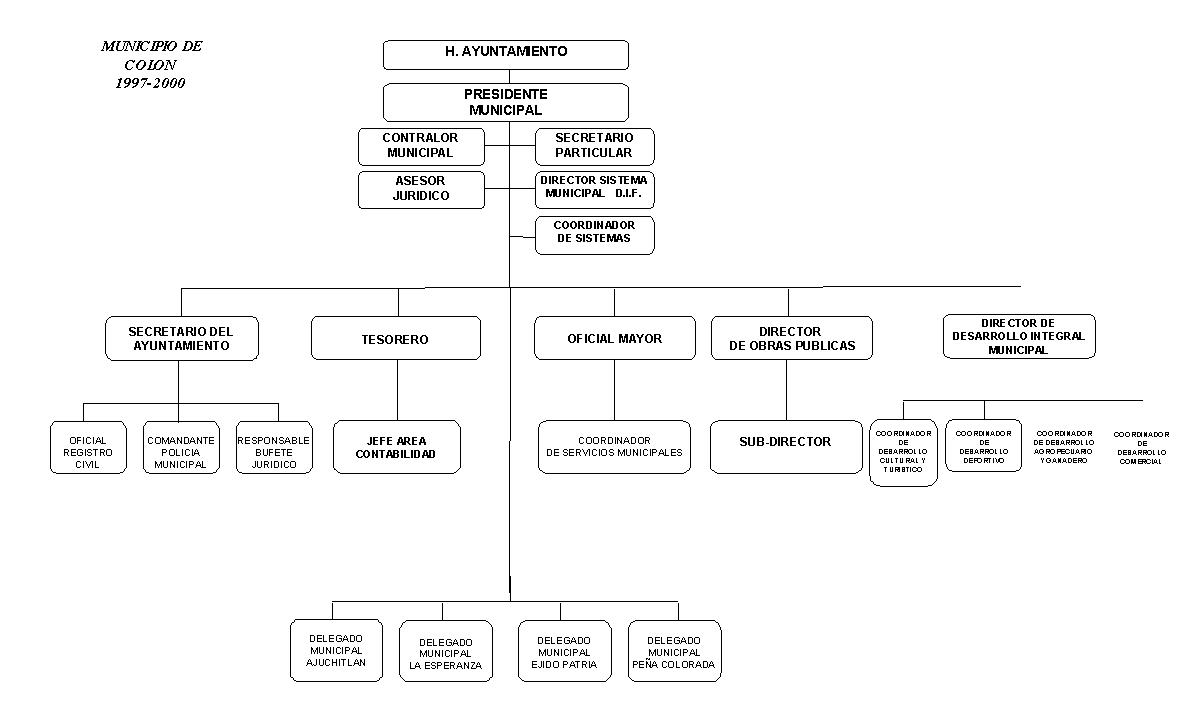 MUNICIPIO DE
COLON
1997-2000
H. AYUNTAMIENTO
PRESIDENTE
MUNICIPAL
CONTRALOR
MUNICIPAL
SECRETARIO
PARTICULAR
ASESOR
JURIDICO
DIRECTOR SISTEMA
MUNICIPAL D.I.F.
COORDINADOR
DE SISTEMAS
SECRETARIO DEL
AYUNTAMIENTO
TESORERO
OFICIAL MAYOR
DIRECTOR
DE OBRAS PUBLICAS
DIRECTOR DE
DESARROLLO INTEGRAL
MUNICIPAL
OFICIAL
REGISTRO
CIVIL
COMANDANTE
POLICIA
MUNICIPAL
RESPONSABLE
BUFETE
JURIDICO
JEFE AREA
CONTABILIDAD
COORDINADOR
DE SERVICIOS MUNICIPALES
SUB-DIRECTOR
COORDINADOR
DE
DESARROLLO
CULTURAL Y
TURISTICO
COORDINADOR
DE
DESARROLLO
DEPORTIVO
COORDINADOR
DE DESARROLLO
AGROPECUARIO
Y GANADERO
COORDINADOR
DE
DESARROLLO
COMERCIAL
DELEGADO
MUNICIPAL
AJUCHITLAN
DELEGADO
MUNICIPAL
LA ESPERANZA
DELEGADO
MUNICIPAL
EJIDO PATRIA
DELEGADO
MUNICIPAL
PEÑA COLORADA